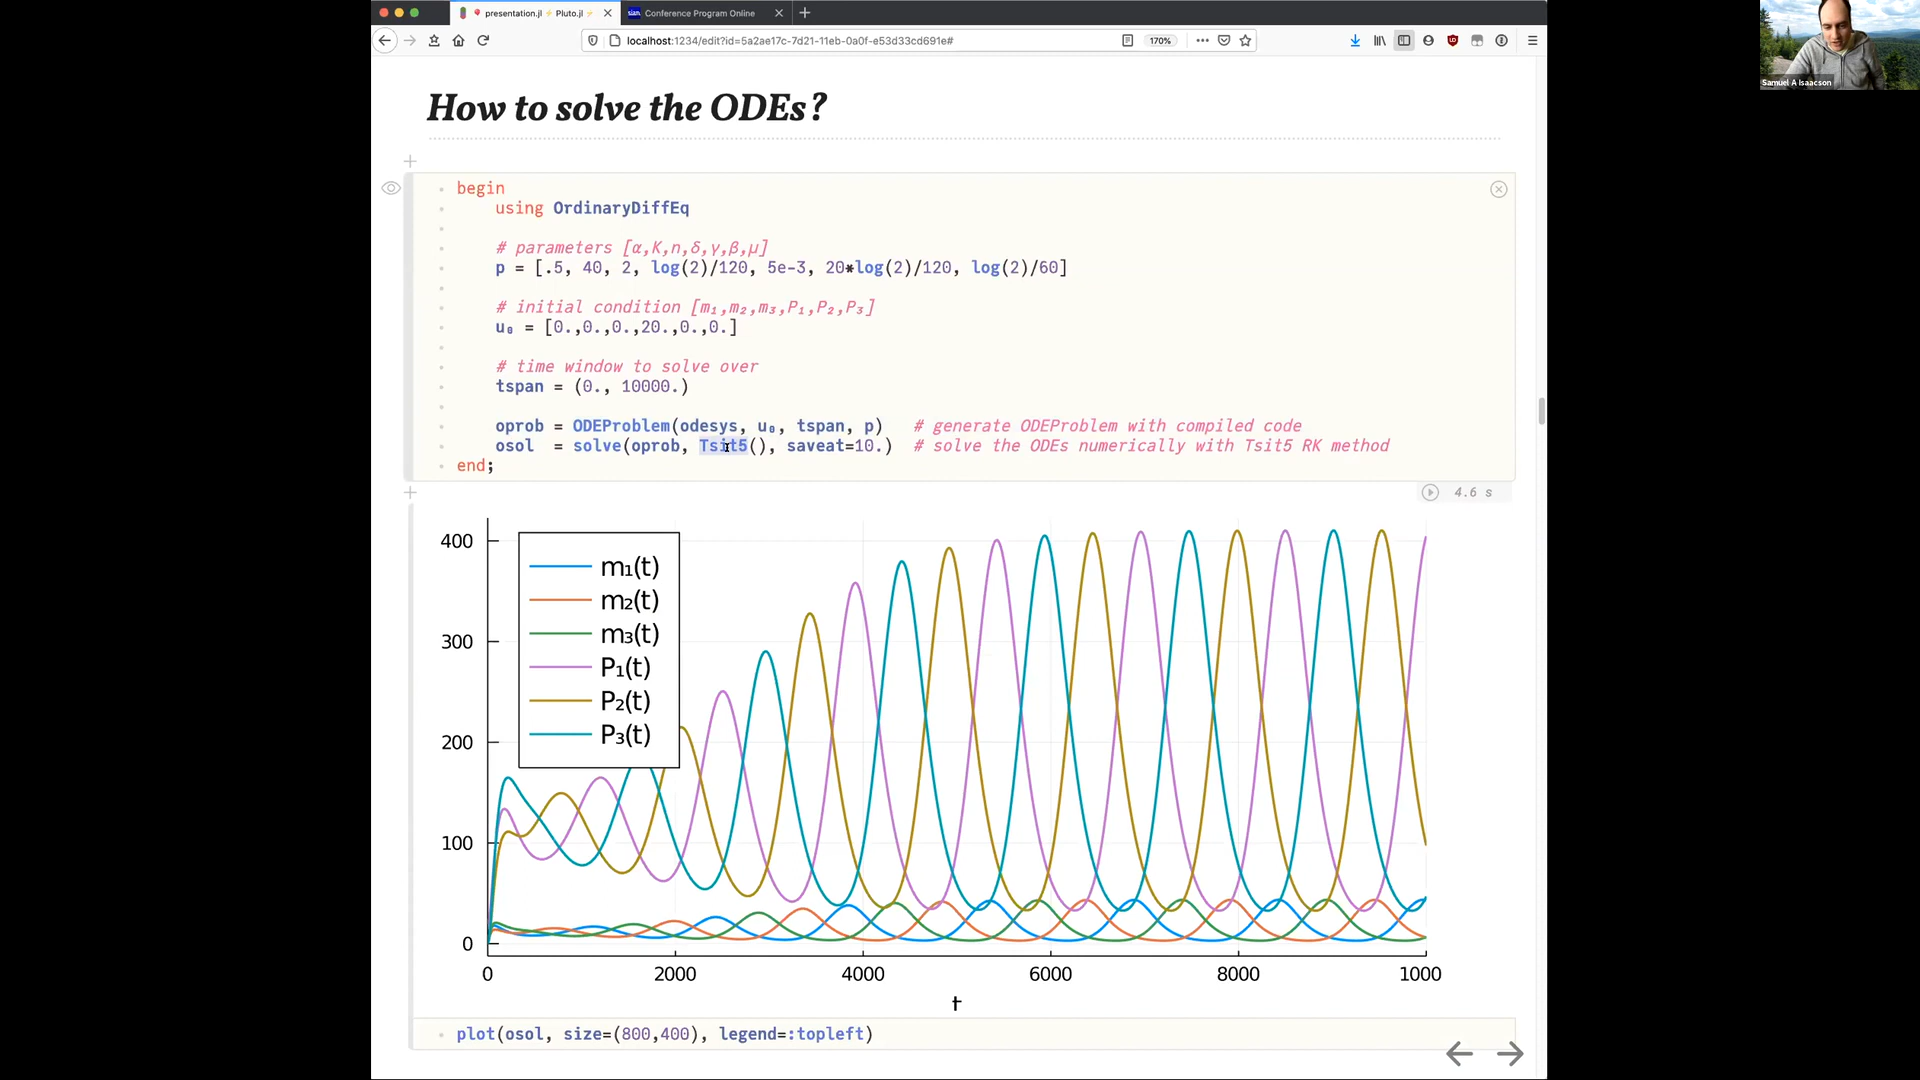 presentation.jl ⚡ Pluto.jl ⚡
siam. Conference Program Online
localhost:1234/edit?id=5a2ae17c-7d21-11eb-0a0f-e53d33cd691e#
170%
Samuel A Isaacson
How to solve the ODEs?
begin
using OrdinaryDiffEq
# parameters [α,K,n,δ,γ,β,μ]
p = [.5, 40, 2, log(2)/120, 5e-3, 20*log(2)/120, log(2)/60]
# initial condition [m₁,m₂,m₃,P₁,P₂,P₃]
u₀ = [0.,0.,0.,20.,0.,0.]
# time window to solve over
tspan = (0., 10000.)
oprob = ODEProblem(odesys, u₀, tspan, p) # generate ODEProblem with compiled code
osol = solve(oprob, Tsit5(), saveat=10.) # solve the ODEs numerically with Tsit5 RK method
end;
4.6 s
400
300
200
100
0
m₁(t)
m₂(t)
m₃(t)
P₁(t)
P₂(t)
P₃(t)
0 2000 4000 6000 8000 1000
t
plot(osol, size=(800,400), legend=:topleft)